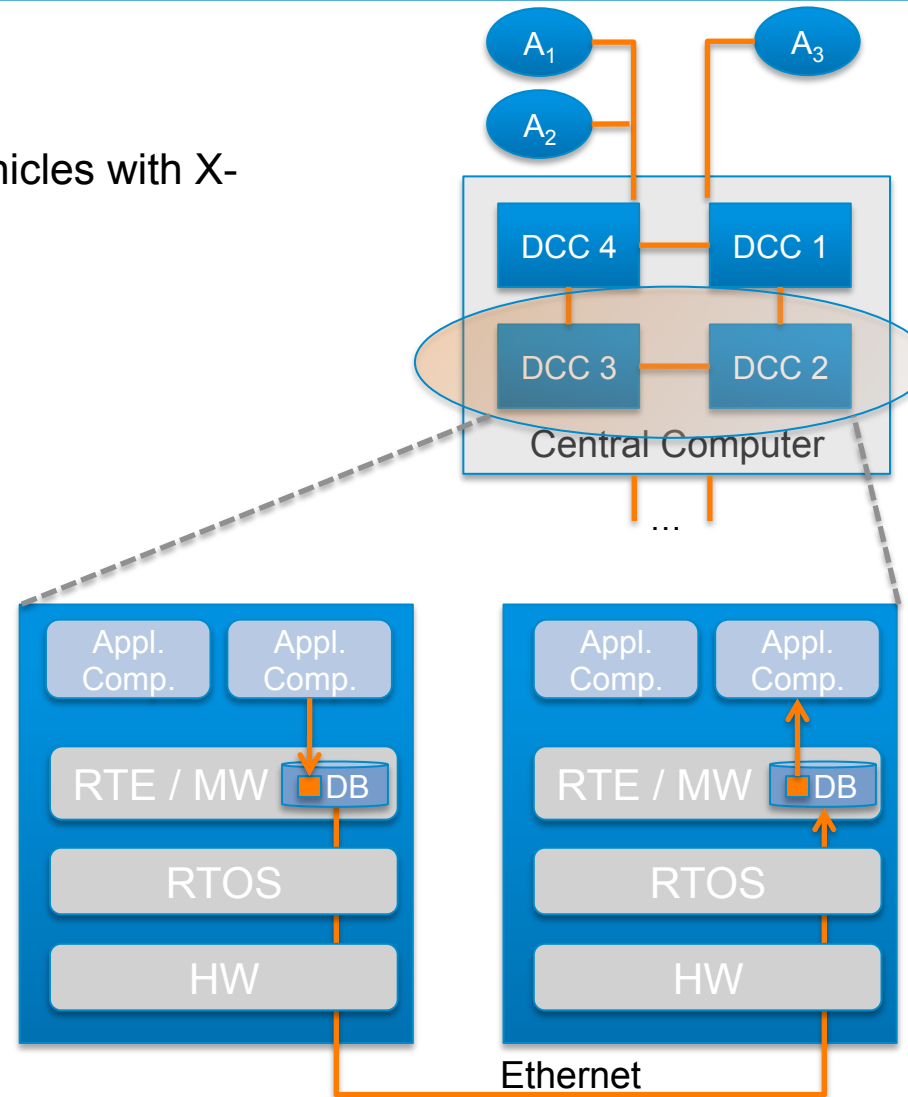 A1
A3
A2
hicles with X-
DCC 4
DCC 1
DCC 3
DCC 2
Central Computer
...
Appl.
Comp.
Appl.
Comp.
RTE / MW
DB
RTOS
HW
Appl.
Comp.
Appl.
Comp.
RTE / MW
DB
RTOS
HW
Ethernet